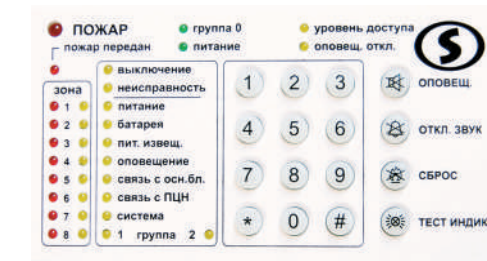 ПОЖАР
группа 0
уровень доступа
пожар передан
питание
оповещ. откл.
S
выключение
зона
неисправность
1 2 3
оповещ.
1
питание
2
батарея
4 5 6
откл. звук
3
пит. извещ.
4
оповещение
7 8 9
сброс
5
связь с осн.бл.
6
связь с ПЦН
7
система
* 0 #
тест индик
8
1 группа 2